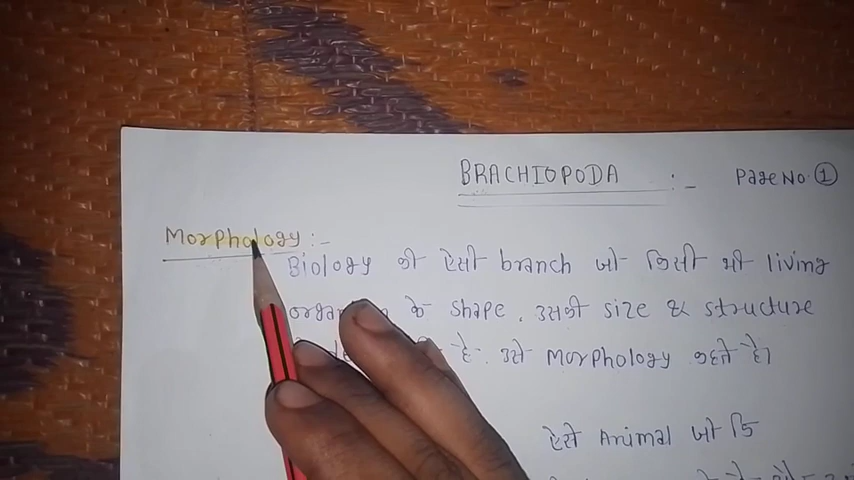 BRACHIOPODA :- Page No. 1
Morphology :-
Biology की ऐसी branch जो किसी भी living
के shape, उसकी size & structure
है. उसे Morphology कहते है।
ऐसे Animal जो कि